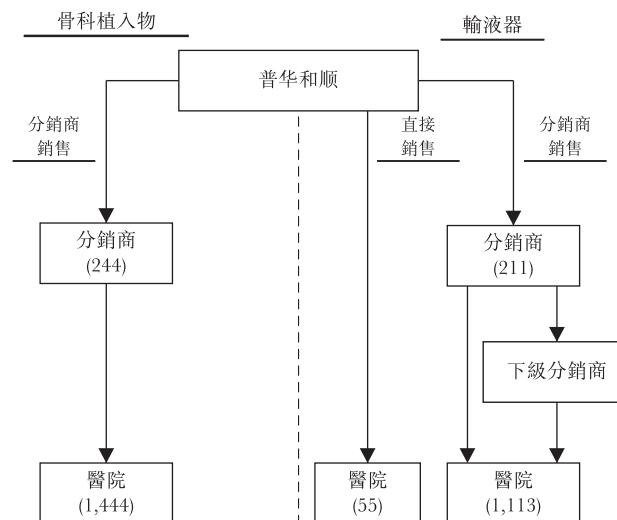 骨科植入物
輸液器
普华和顺
分銷商
銷售
直接
銷售
分銷商
銷售
分銷商
(244)
分銷商
(211)
下級分銷商
醫院
(1,444)
醫院
(55)
醫院
(1,113)